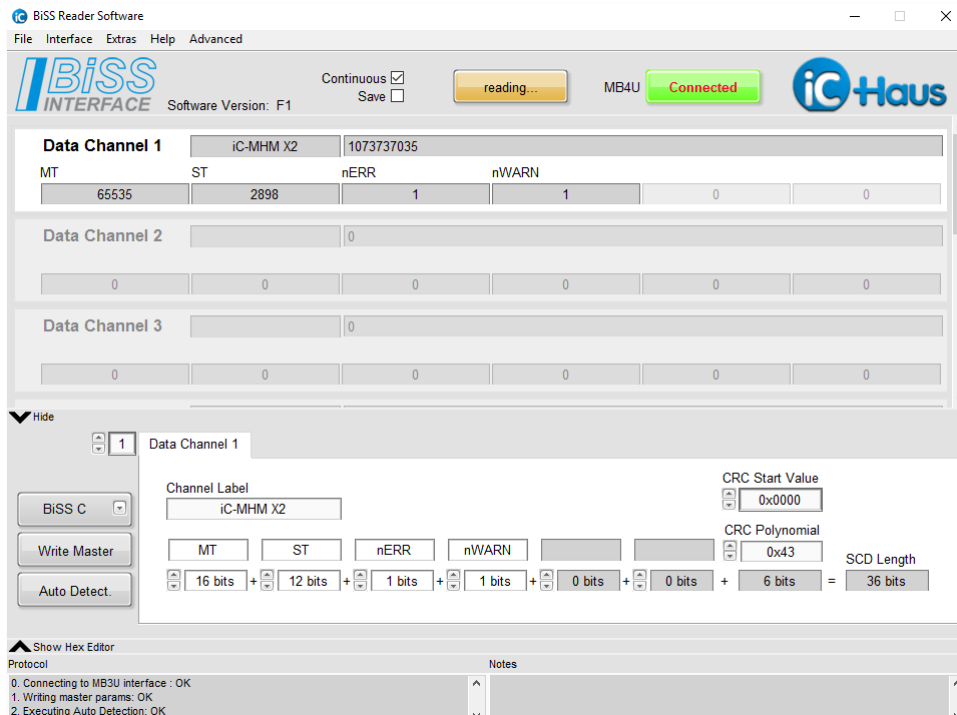 BiSS Reader Software
File Interface Extras Help Advanced
BiSS
INTERFACE
Software Version: F1
Continuous
Save
reading...
MB4U
Connected
iC Haus
Data Channel 1 iC-MHM X2 1073737035
MT ST nERR nWARN
65535 2898 1 1 0 0
Data Channel 2 0
0 0 0 0 0 0
Data Channel 3 0
0 0 0 0 0 0
Hide
1 Data Channel 1
Channel Label
iC-MHM X2
CRC Start Value
0x0000
CRC Polynomial
0x43
BiSS C
Write Master
Auto Detect.
MT ST nERR nWARN
SCD Length
16 bits + 12 bits + 1 bits + 1 bits + 0 bits + 0 bits + 6 bits = 36 bits
Show Hex Editor
Protocol Notes
0. Connecting to MB3U interface : OK
1. Writing master params: OK
2. Executing Auto Detection: OK